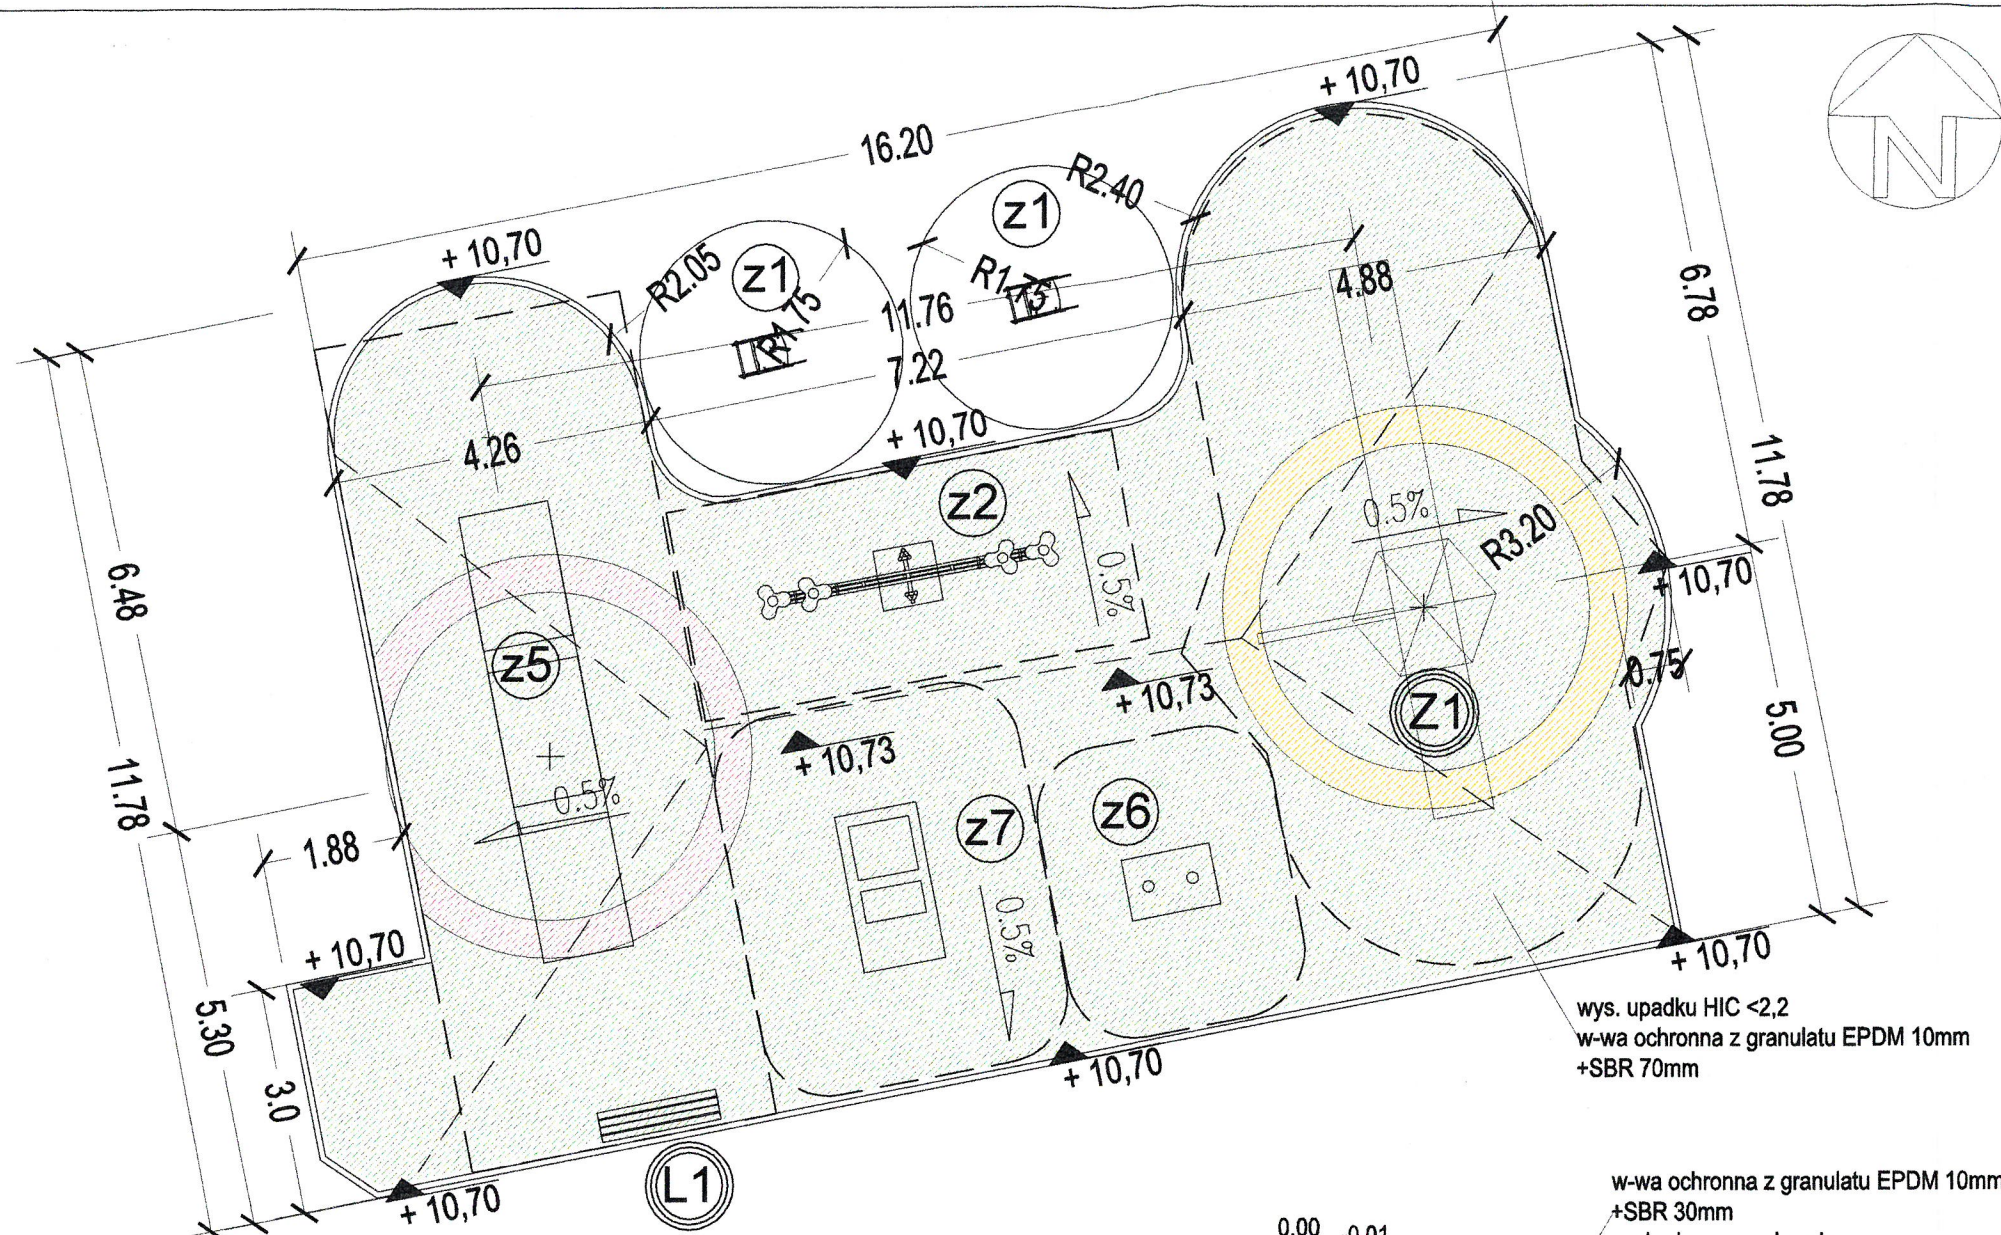 + 10,70
16.20
N
+ 10,70
z1
R2.40
z1
R2.05
R1.75
R1.75
11.76
4.88
6.78
7.22
4.26
+ 10,70
11.78
z2
0.5%
R3.20
0.5%
+ 10,70
6.48
z5
+ 10,73
0.75
Z1
5.00
+ 10,73
11.78
0.5%
z7
z6
1.88
+ 10,70
0.5%
+ 10,70
5.30
3.0
+ 10,70
wys. upadku HIC <2,2
w-wa ochronna z granulatu EPDM 10mm
+SBR 70mm
L1
+ 10,70
w-wa ochronna z granulatu EPDM 10mm
+SBR 30mm
0.00